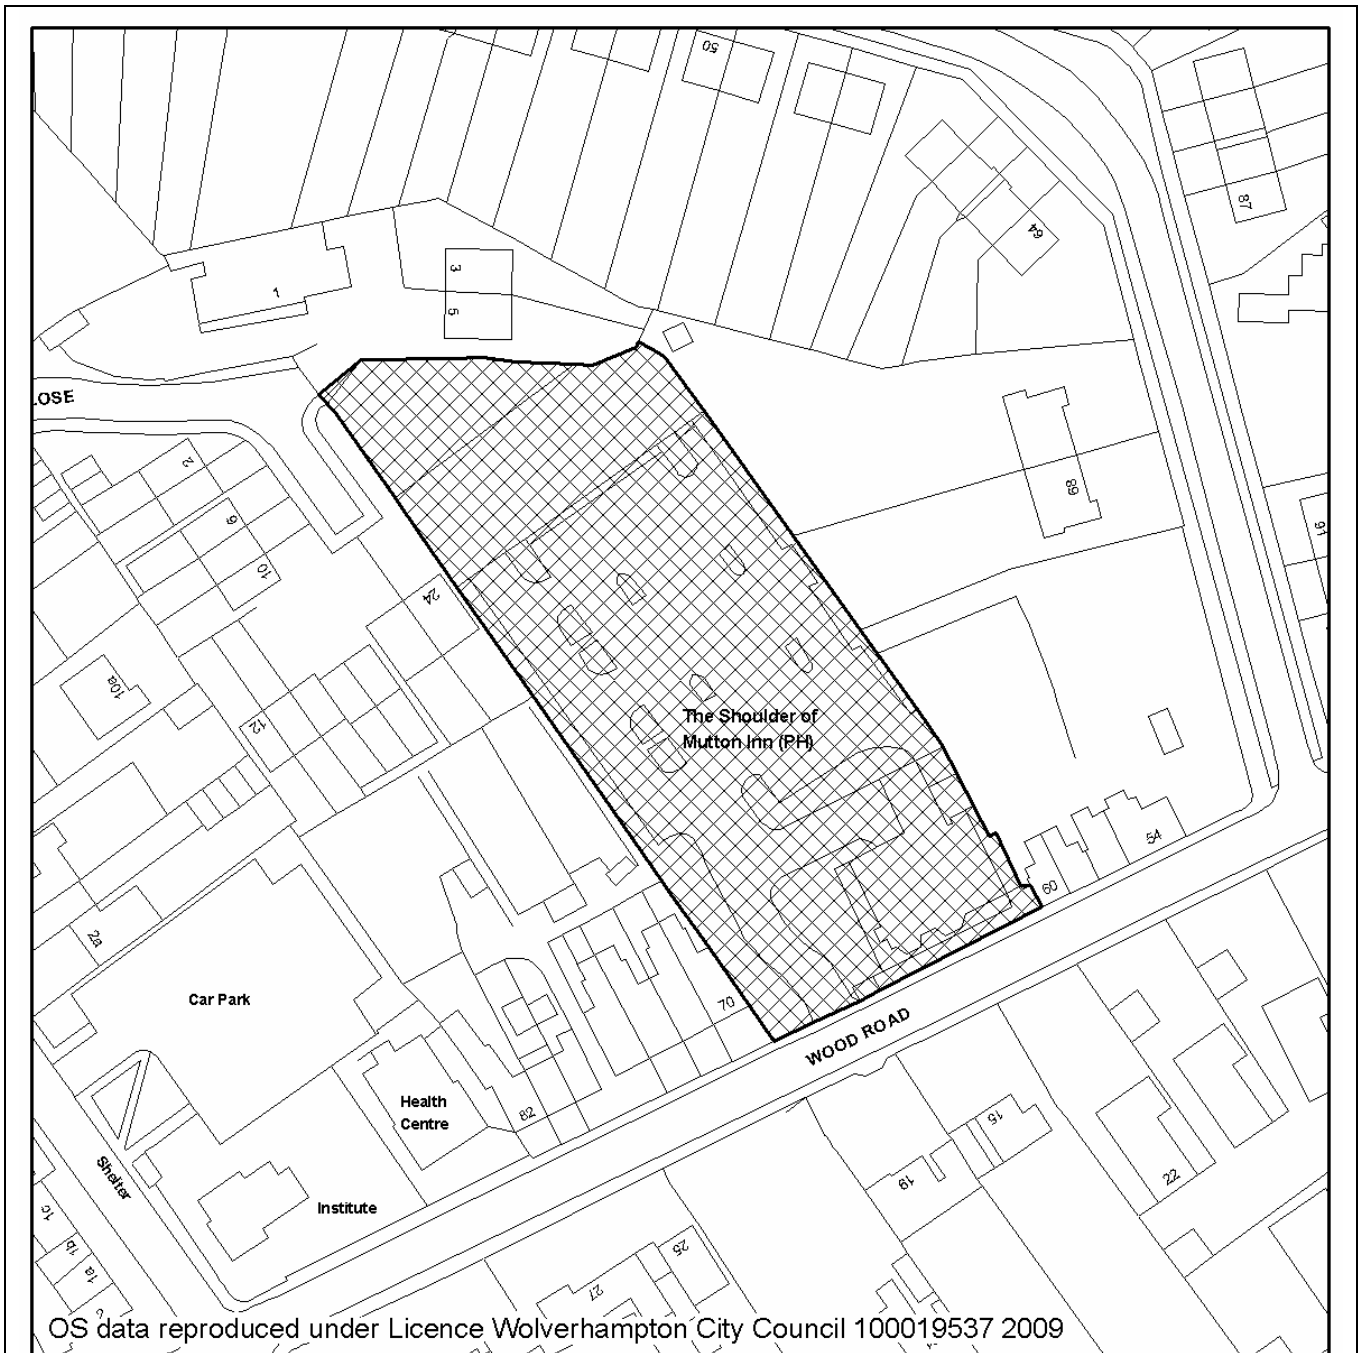 50
64
87
3
5
1
LOSE
2
6
10
24
89
91
10a
12
The Shoulder of
Mutton Inn (PH)
54
60
2a
Car Park
70
WOOD ROAD
Health
Centre
82
15
19
22
Shelter
Institute
1c
1b
1a
25
27
OS data reproduced under Licence Wolverhampton City Council 100019537 2009